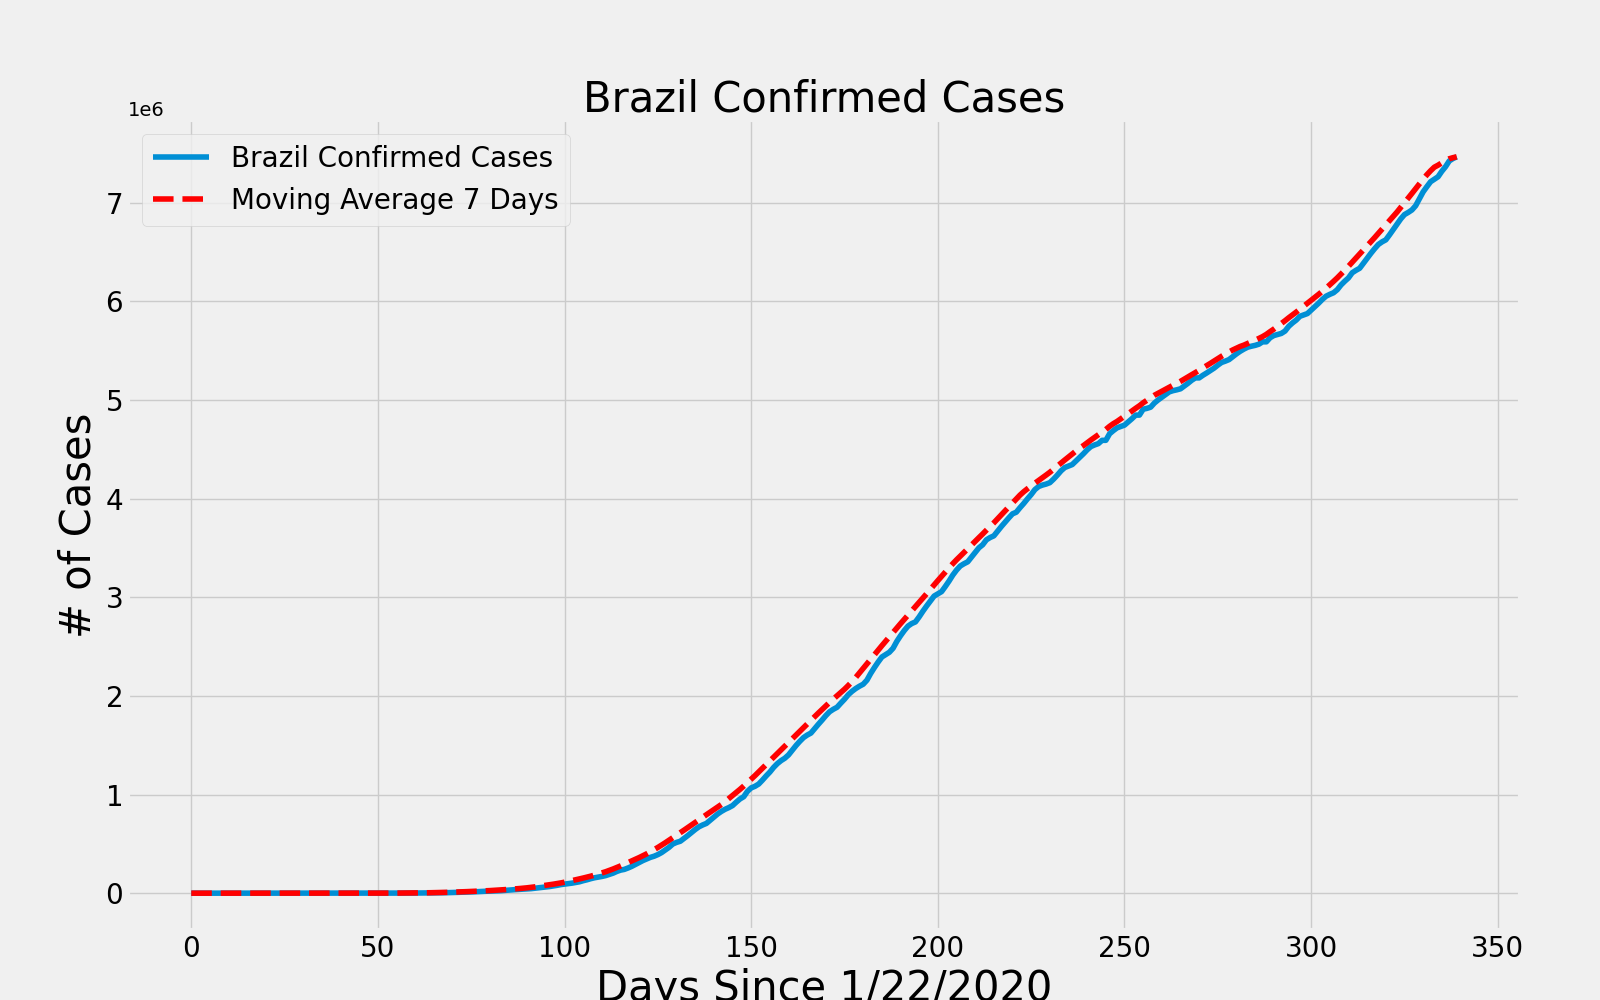 Brazil Confirmed Cases
1e6
Brazil Confirmed Cases
Moving Average 7 Days
7
6
5
4
3
2
1
0
# of Cases
0 50 100 150 200 250 300 350
Days Since 1/22/2020